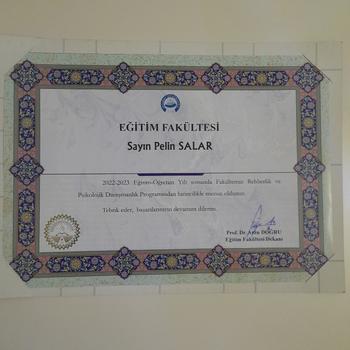 EĞİTİM FAKÜLTESİ
Sayın Pelin SALAR
2022-2023 Eğitim-Öğretim Yılı sonunda Fakültemiz Rehberlik ve
Psikolojik Danışmanlık Programından birincilikle mezun oldunuz.
Tebrik eder, başarılarınızın devamını dilerim.
Prof. Dr. DOĞRU
Eğitim Fakültesi Dekanı